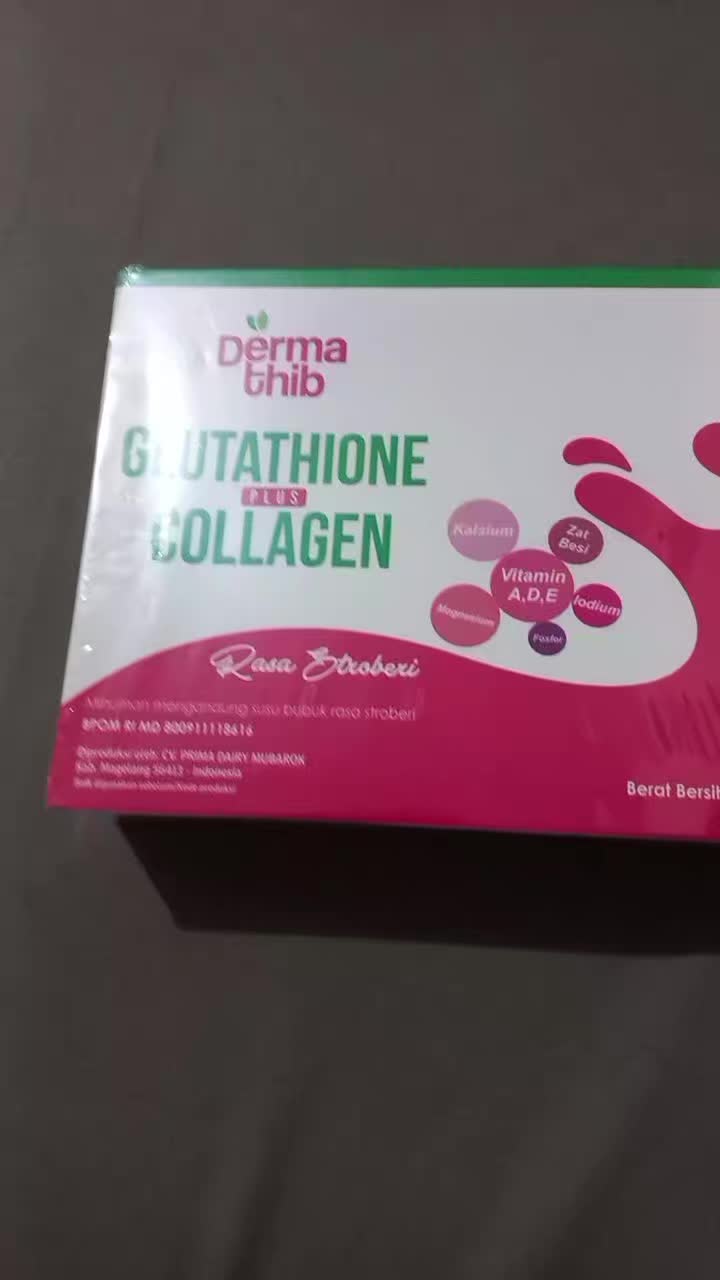 Derma
thib
GLUTATHIONE
PLUS
COLLAGEN
Kalsium
Zat
Besi
Vitamin
A,D,E
Iodium
Magnesium
Fosfor
Rasa Stroberi
Minuman mengandung susu bubuk rasa stroberi
BPOM RI MD 800911118616
Diproduksi oleh: CV. PRIMA DAIRY MUBAROK
Kab. Magelang 56413 - Indonesia
Berat Bersih